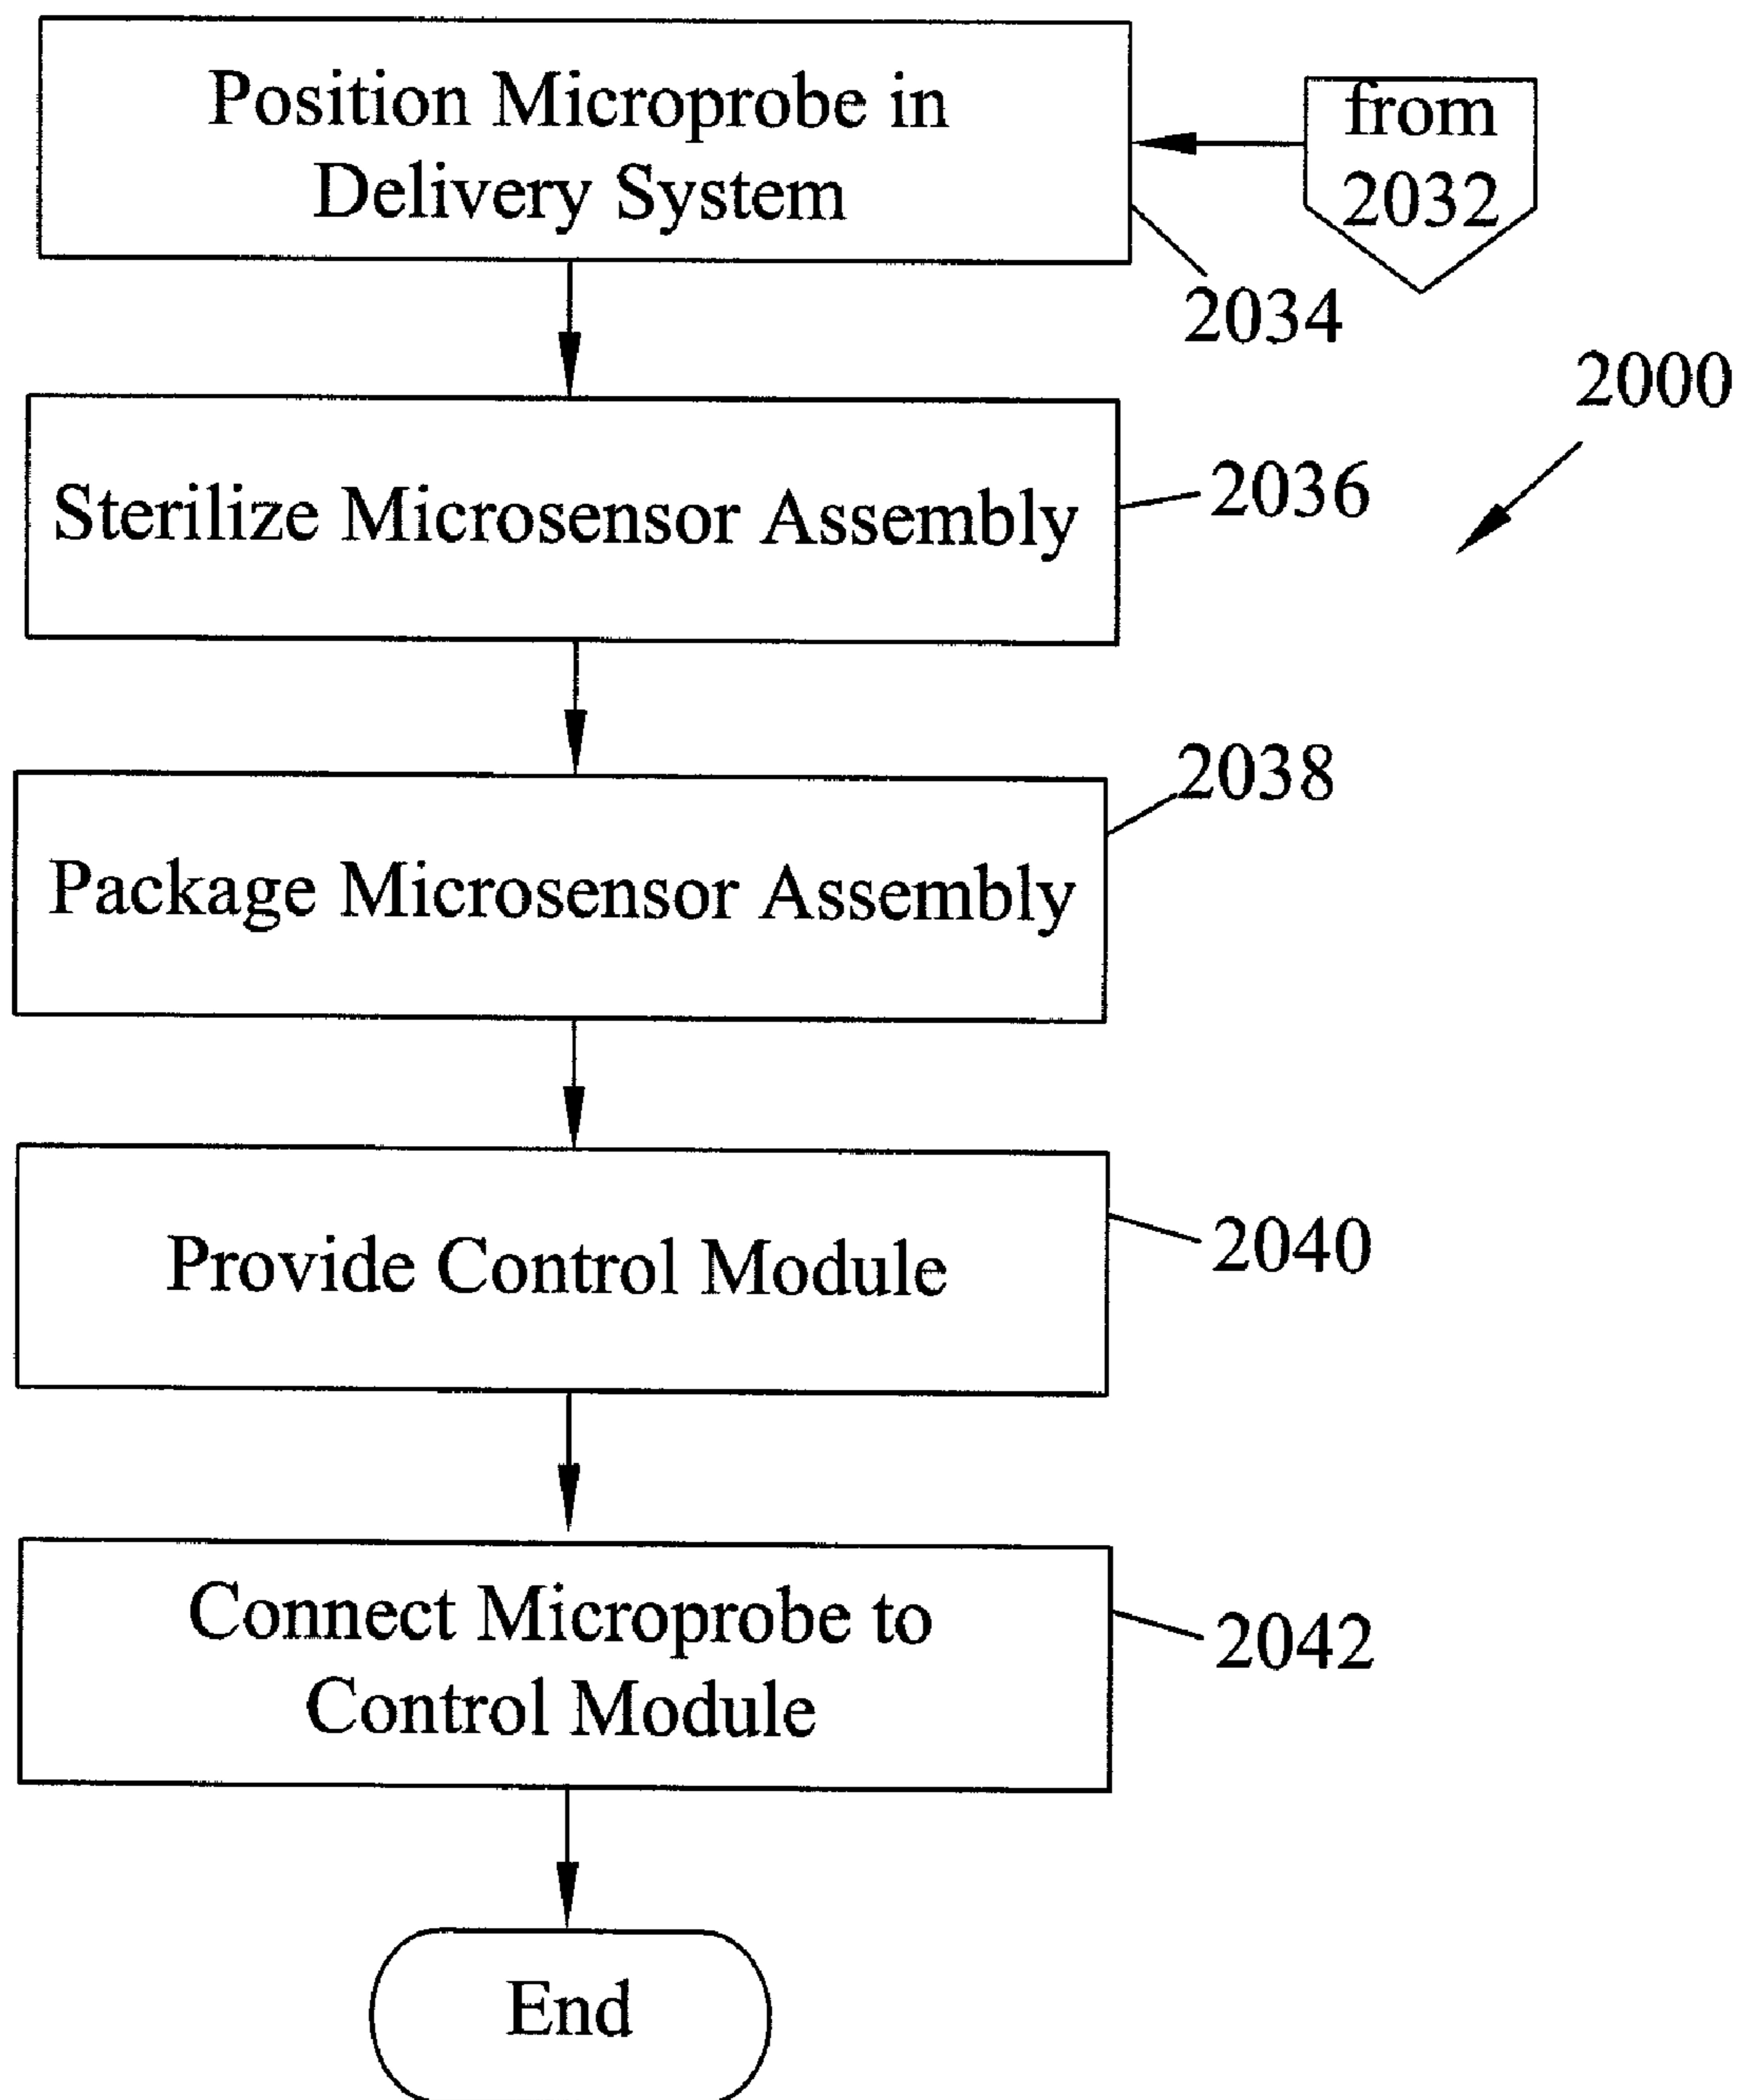 Position Microprobe in
Delivery System
from
2032
2034
2000
Sterilize Microsensor Assembly
2036
2038
Package Microsensor Assembly
Provide Control Module
2040
Connect Microprobe to
Control Module
2042
End